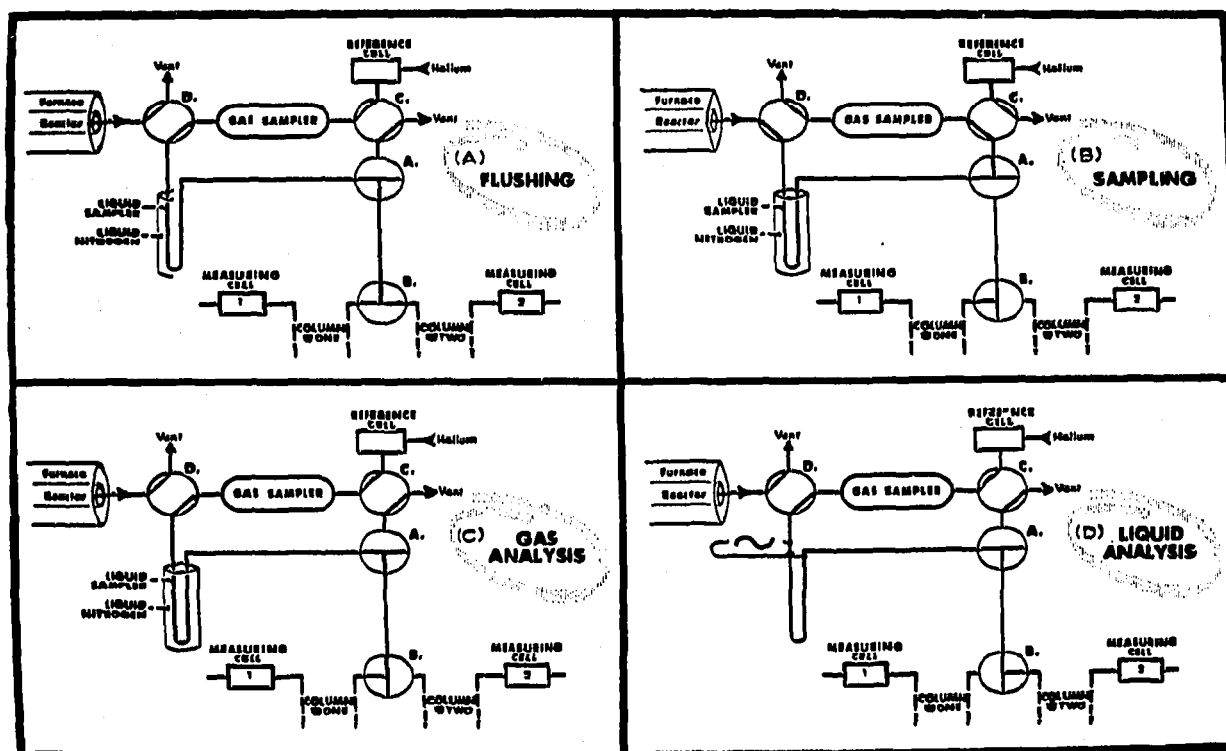 REFERENCE
CELL
Helium
Vent
D.
C.
Furnace
Reactor
GAS SAMPLER
Vent
A.
(A)
FLUSHING
LIQUID
SAMPLER
LIQUID
NITROGEN
MEASURING
CELL
1
B.
MEASURING
CELL
2
COLUMN
ONE
COLUMN
TWO
REFERENCE
CELL
Helium
Vent
D.
C.
Furnace
Reactor
GAS SAMPLER
Vent
A.
(B)
SAMPLING
LIQUID
SAMPLER
LIQUID
NITROGEN
MEASURING
CELL
1
B.
MEASURING
CELL
2
COLUMN
ONE
COLUMN
TWO
REFERENCE
CELL
Helium
Vent
D.
C.
Furnace
Reactor
GAS SAMPLER
Vent
A.
(C)
GAS
ANALYSIS
LIQUID
SAMPLER
LIQUID
NITROGEN
MEASURING
CELL
1
B.
MEASURING
CELL
2
COLUMN
ONE
COLUMN
TWO
REFERENCE
CELL
Helium
Vent
D.
C.
Furnace
Reactor
GAS SAMPLER
Vent
A.
(D)
LIQUID
ANALYSIS
MEASURING
CELL
1
B.
MEASURING
CELL
2
COLUMN
ONE
COLUMN
TWO